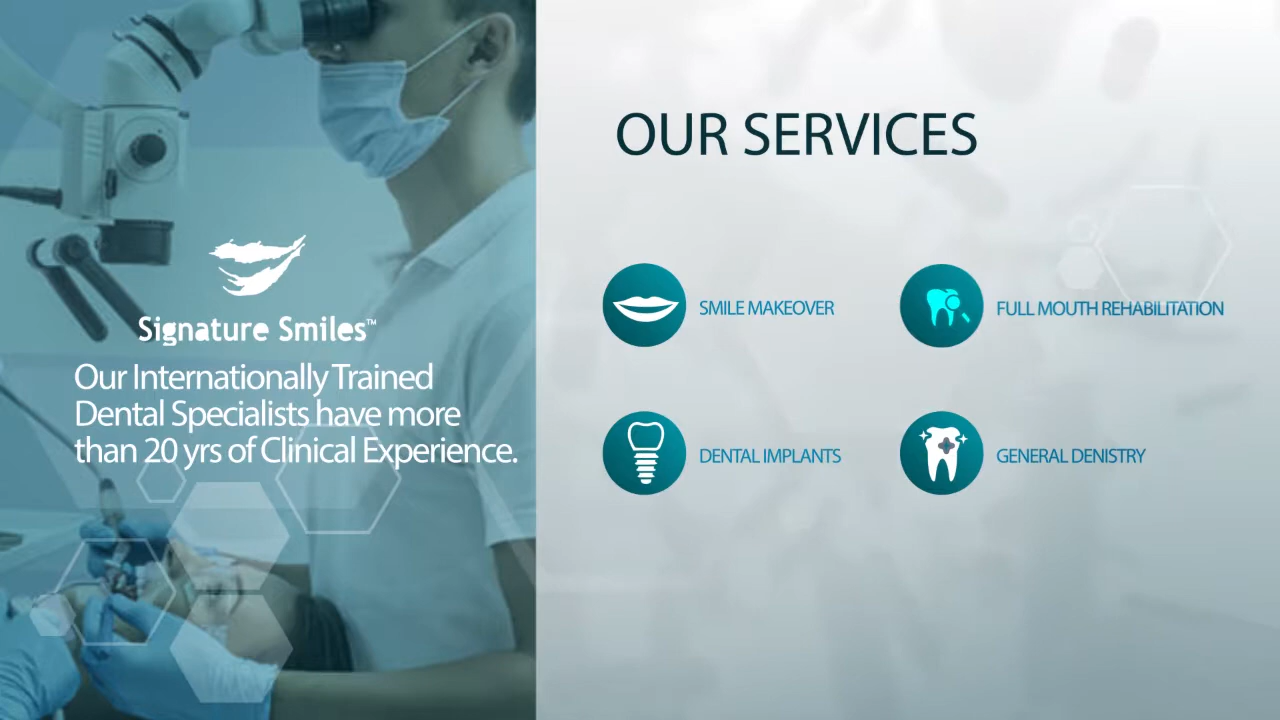 Signature Smiles™
Our Internationally Trained
Dental Specialists have more
than 20 yrs of Clinical Experience.
OUR SERVICES
SMILE MAKEOVER
FULL MOUTH REHABILITATION
DENTAL IMPLANTS
GENERAL DENISTRY